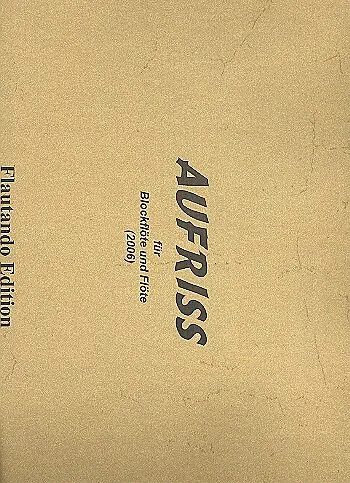 AUFRISS
für
Blockflöte und Flöte
(2006)
Flautando Edition